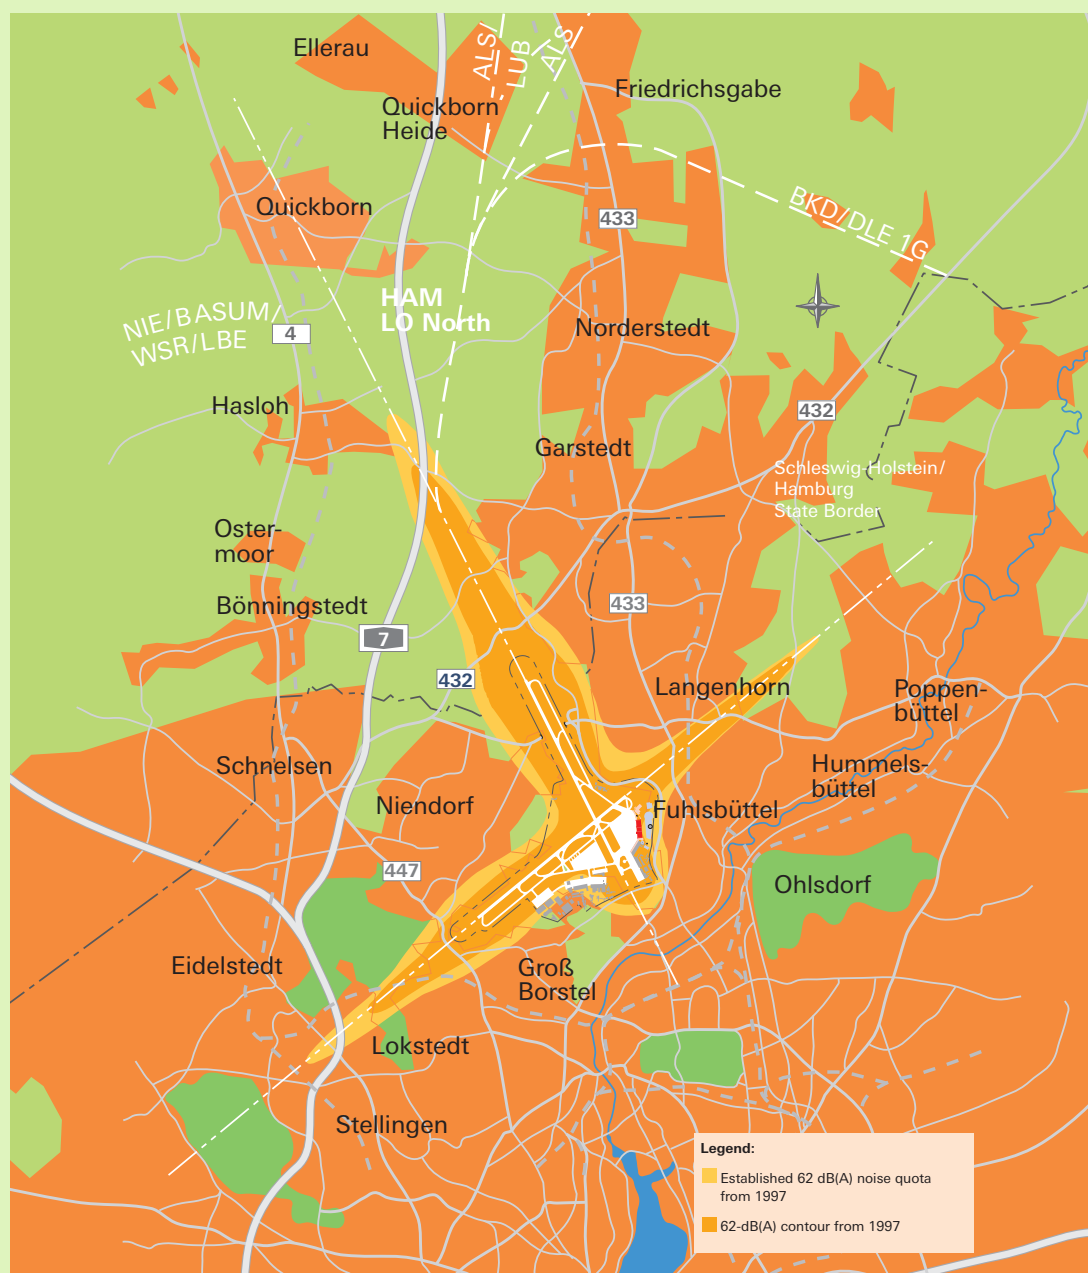 Ellerau
ALS/
LUB
ALS
Quickborn
Heide
Friedrichsgabe
Quickborn
433
BKD/DLE 1G
HAM
LO North
NIE/BASUM/
WSR/LBE
4
Norderstedt
Hasloh
432
Garstedt
Schleswig-Holstein/
Hamburg
State Border
Oster-
moor
Bönningstedt
433
7
432
Langenhorn
Poppen-
büttel
Schnelsen
Hummels-
büttel
Niendorf
Fuhlsbüttel
447
Ohlsdorf
Eidelstedt
Groß
Borstel
Lokstedt
Stellingen
Legend:
Established 62 dB(A) noise quota
from 1997
62-dB(A) contour from 1997